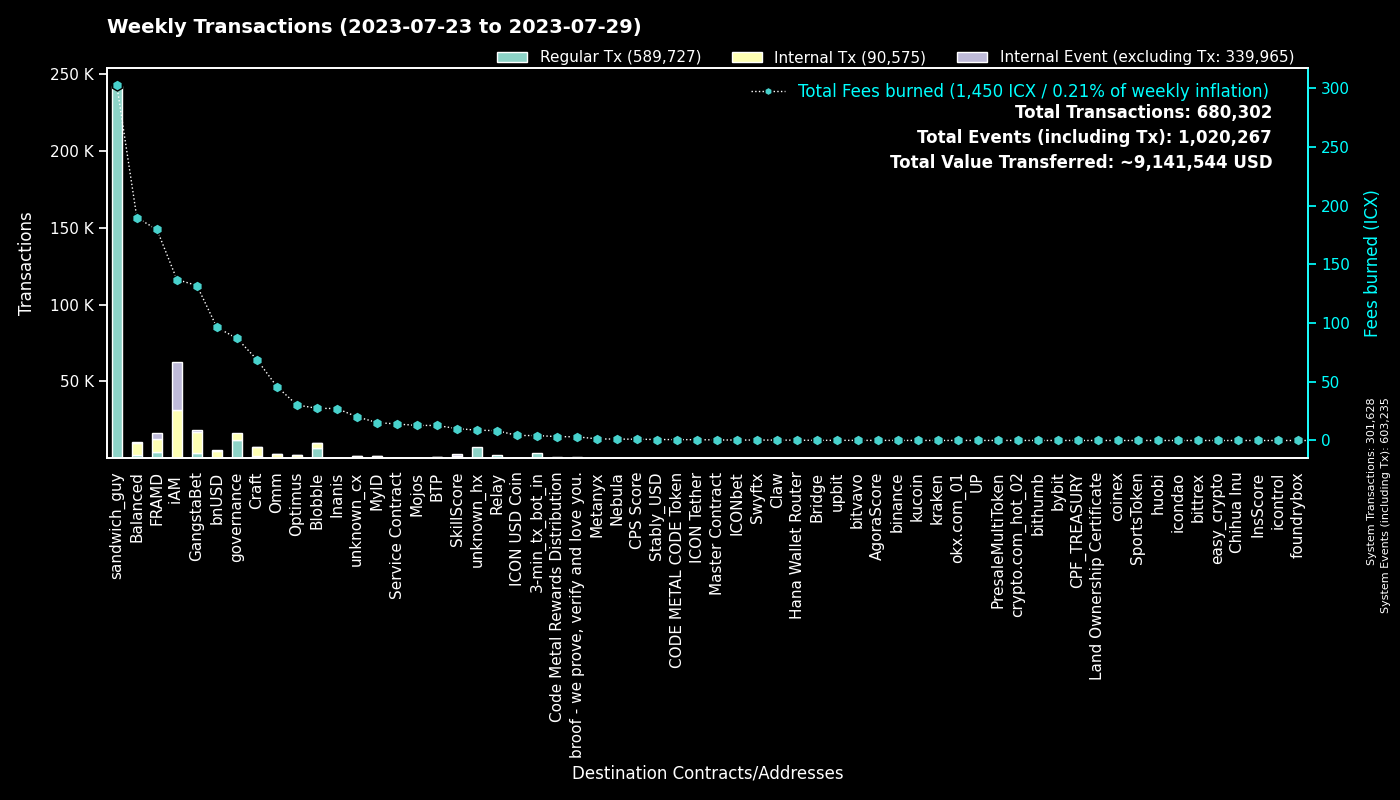 Weekly Transactions (2023-07-23 to 2023-07-29)
Regular Tx (589,727)
Internal Tx (90,575)
Internal Event (excluding Tx: 339,965)
Total Fees burned (1,450 ICX / 0.21% of weekly inflation)
Total Transactions: 680,302
Total Events (including Tx): 1,020,267
Total Value Transferred: ~9,141,544 USD
Transactions
250 K
200 K
150 K
100 K
50 K
300
250
200
150
100
50
0
Fees burned (ICX)
System Transactions: 301,628
System Events (including Tx): 603,235
sandwich_guy
Balanced
FRAMD
iAM
GangstaBet
bnUSD
governance
Craft
Omm
Optimus
Blobble
Inanis
unknown_cx
MyID
Service Contract
Mojos
BTP
SkillScore
unknown_hx
Relay
ICON USD Coin
3-min_tx_bot_in
Code Metal Rewards Distribution
broof - we prove, verify and love you.
Metanyx
Nebula
CPS Score
Stably_USD
CODE METAL CODE Token
ICON Tether
Master Contract
ICONbet
Swyftx
Claw
Hana Wallet Router
Bridge
upbit
bitvavo
AgoraScore
binance
kucoin
kraken
okx.com_01
UP
PresaleMultiToken
crypto.com_hot_02
bithumb
bybit
CPF_TREASURY
Land Ownership Certificate
coinex
SportsToken
huobi
icondao
bittrex
easy_crypto
Chihua Inu
InsScore
icontrol
foundrybox
Destination Contracts/Addresses